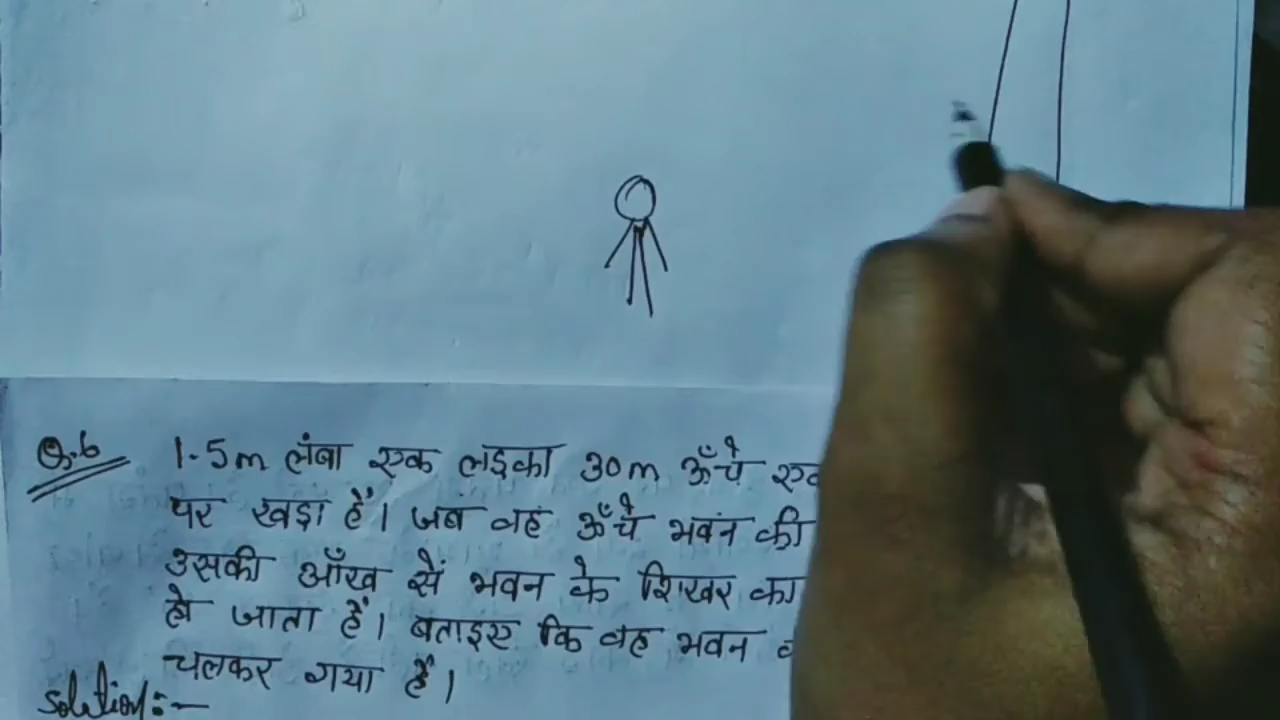 Q.6 1.5m लंबा एक लड़का 30m ऊँचे
पर खड़ा हैं। जब वह ऊँचे भवन की
उसकी आँख सें भवन के शिखर का
हो जाता हैं। बताइए कि वह भवन
चलकर गया हैं।
Solution:-